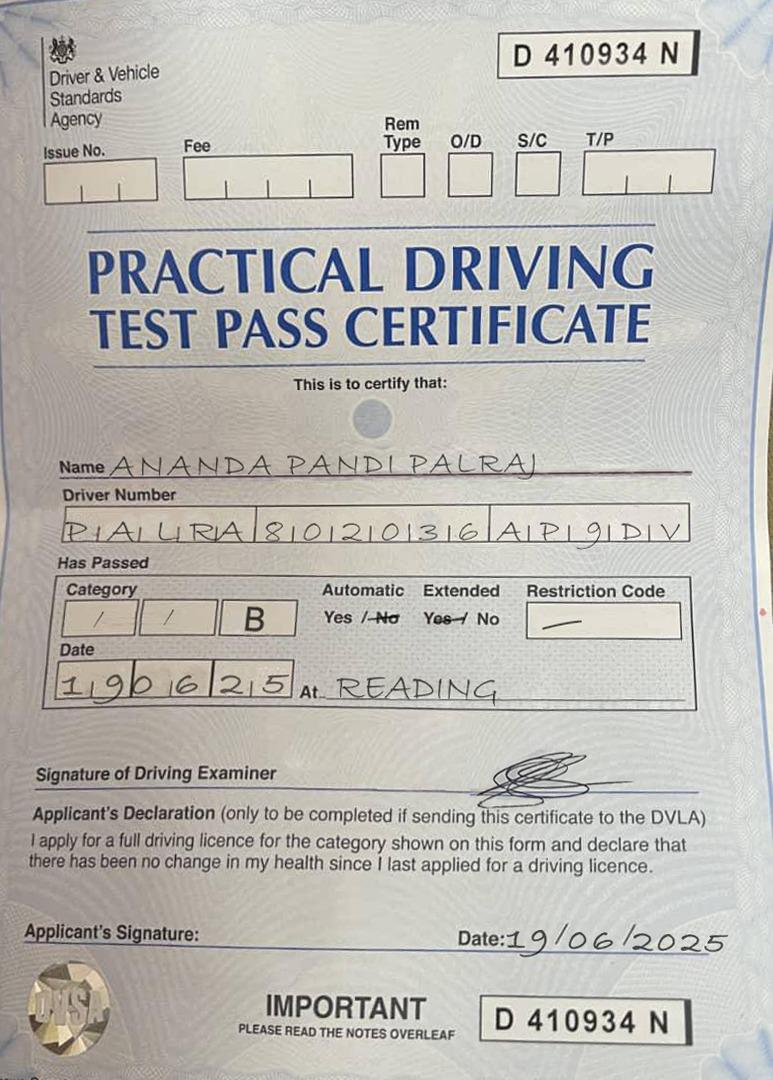 D 410934 N
Driver & Vehicle
Standards
Agency
Issue No. Fee Rem Type O/D S/C T/P
PRACTICAL DRIVING
TEST PASS CERTIFICATE
This is to certify that:
Name ANANDA PANDI PALRAJ
Driver Number
PALRA 801210316 AP9DV
Has Passed
Category Automatic Extended Restriction Code
/ / B Yes / No Yes / No —
Date
190625 At READING
Signature of Driving Examiner
Applicant's Declaration (only to be completed if sending this certificate to the DVLA)
I apply for a full driving licence for the category shown on this form and declare that
there has been no change in my health since I last applied for a driving licence.
Applicant's Signature: Date: 19/06/2025
DVSA
IMPORTANT
PLEASE READ THE NOTES OVERLEAF
D 410934 N